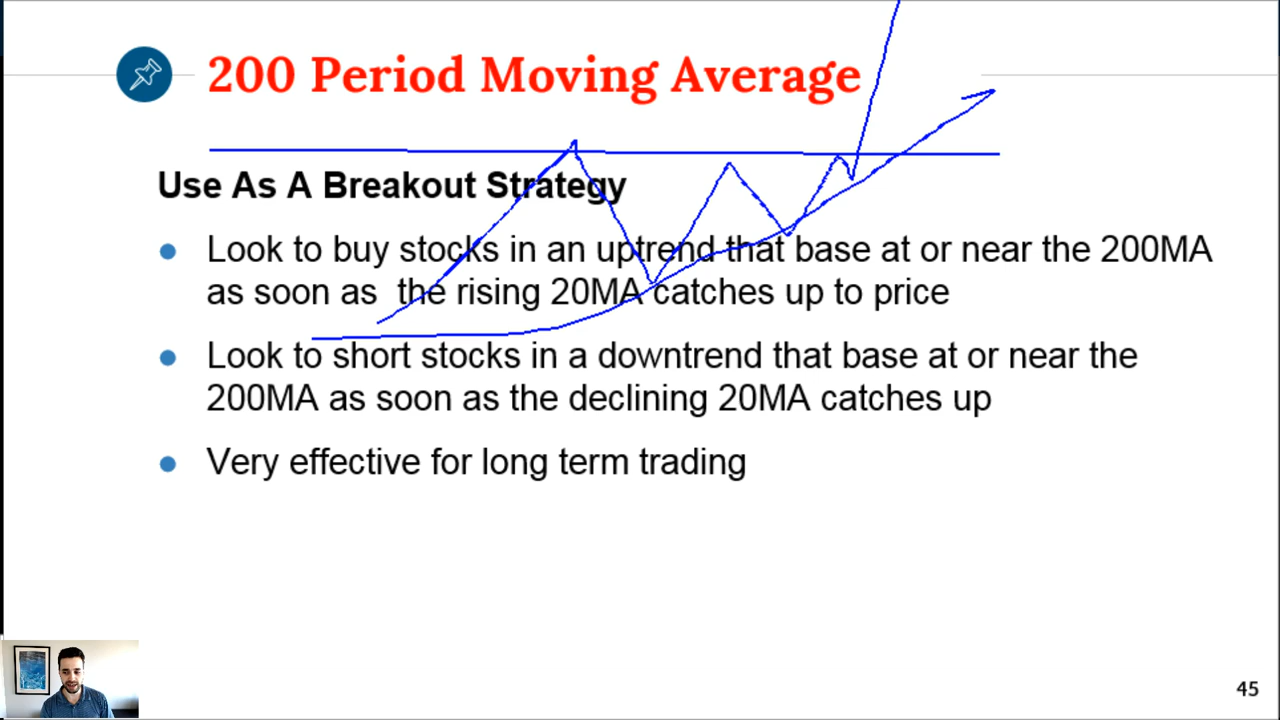 200 Period Moving Average
Use As A Breakout Strategy
Look to buy stocks in an uptrend that base at or near the 200MA
as soon as the rising 20MA catches up to price
Look to short stocks in a downtrend that base at or near the
200MA as soon as the declining 20MA catches up
Very effective for long term trading
45